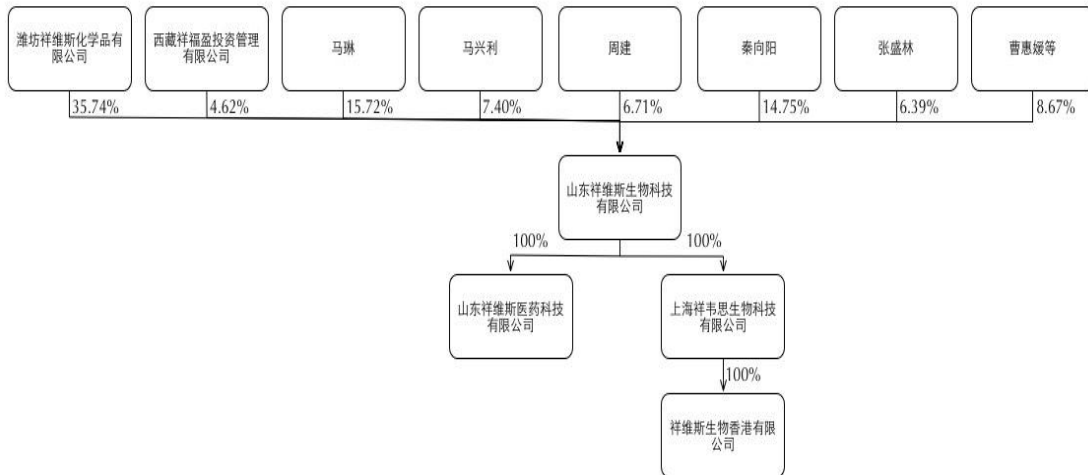 潍坊祥维斯化学品有
限公司
西藏祥福盈投资管理
有限公司
马琳
马兴利
周建
秦向阳
张盛林
曹惠媛等
35.74%
4.62%
15.72%
7.40%
6.71%
14.75%
6.39%
8.67%
山东祥维斯生物科技
有限公司
100%
100%
山东祥维斯医药科技
有限公司
上海祥韦思生物科技
有限公司
100%
祥维斯生物香港有限
公司